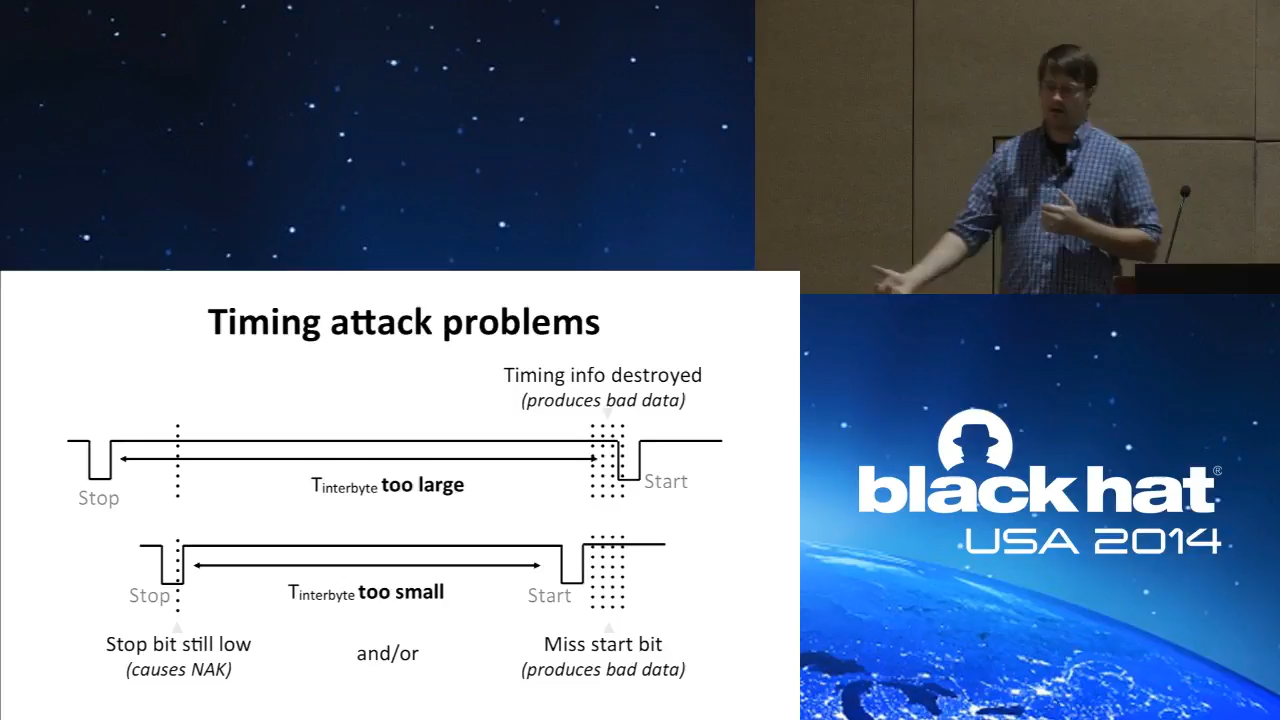 Timing attack problems
Timing info destroyed
(produces bad data)
Stop
Tinterbyte too large
Start
Stop
Tinterbyte too small
Start
Stop bit still low
(causes NAK)
and/or
Miss start bit
(produces bad data)
black hat®
USA 2014